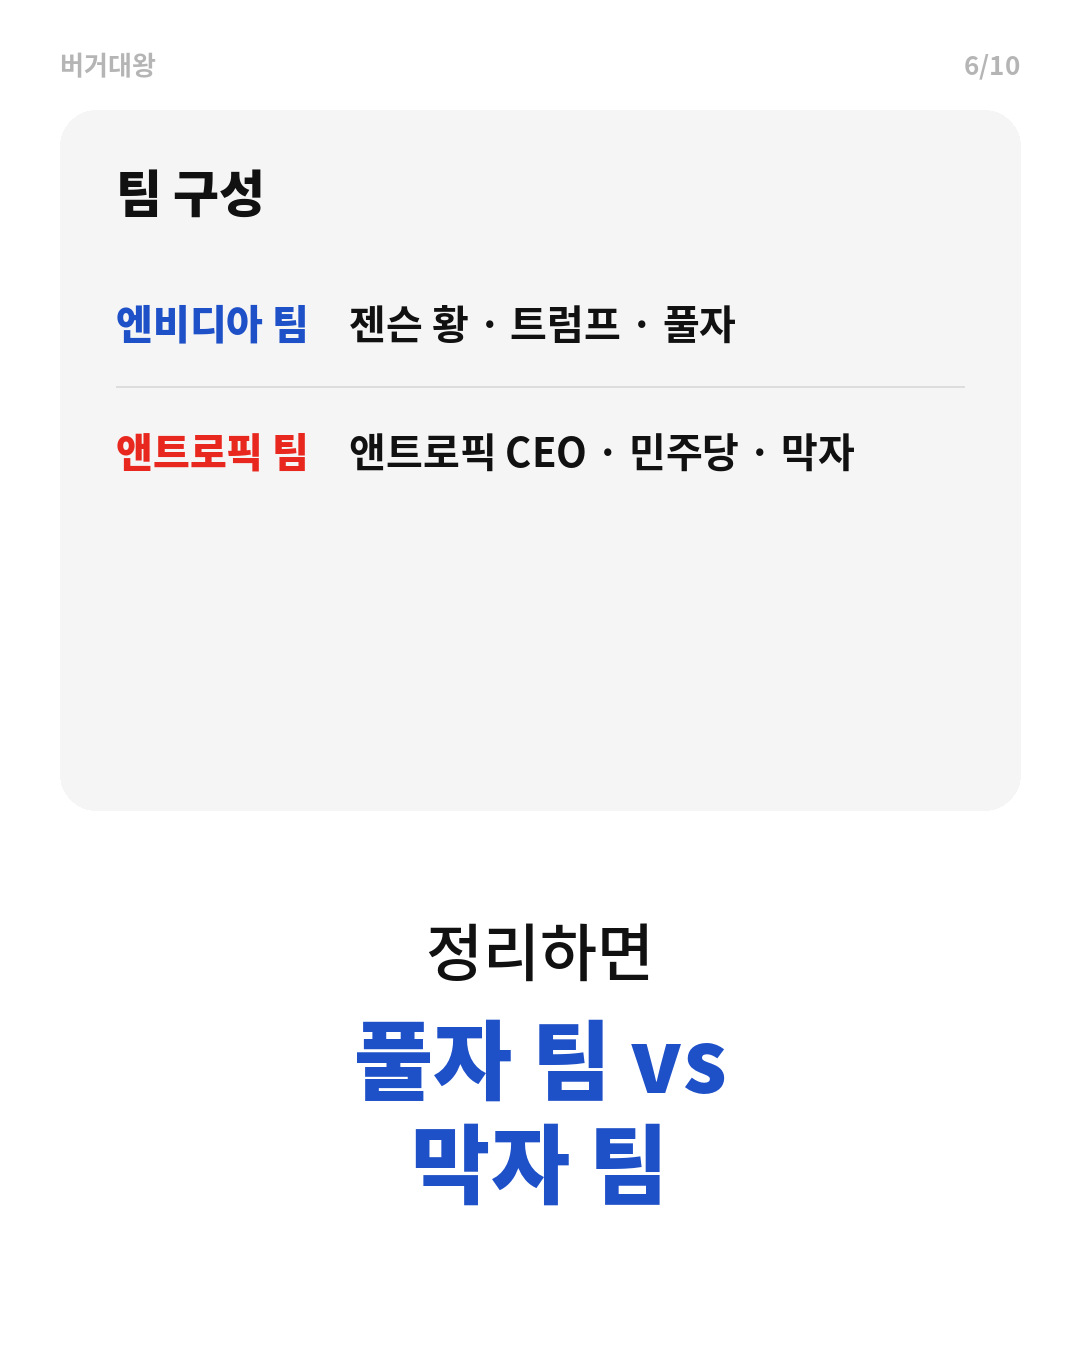 버거대왕 6/10
팀 구성
엔비디아 팀 젠슨 황 · 트럼프 · 풀자
앤트로픽 팀 앤트로픽 CEO · 민주당 · 막자
정리하면
풀자 팀 vs
막자 팀